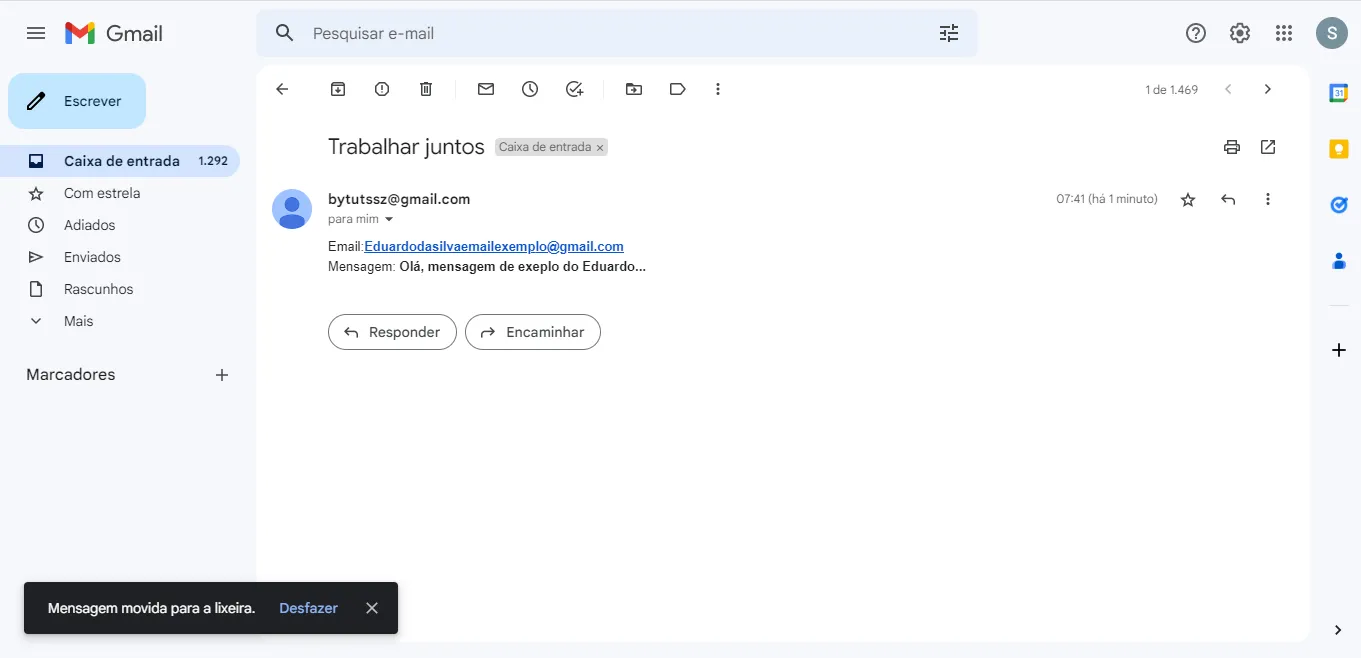 Gmail
Pesquisar e-mail
S
Escrever
1 de 1.469
31
Caixa de entrada 1.292
Com estrela
Adiados
Enviados
Rascunhos
Mais
Marcadores
Trabalhar juntos Caixa de entrada ×
bytutssz@gmail.com 07:41 (há 1 minuto)
para mim
Email:Eduardodasilvaemailexemplo@gmail.com
Mensagem: Olá, mensagem de exeplo do Eduardo...
Responder Encaminhar
Mensagem movida para a lixeira. Desfazer